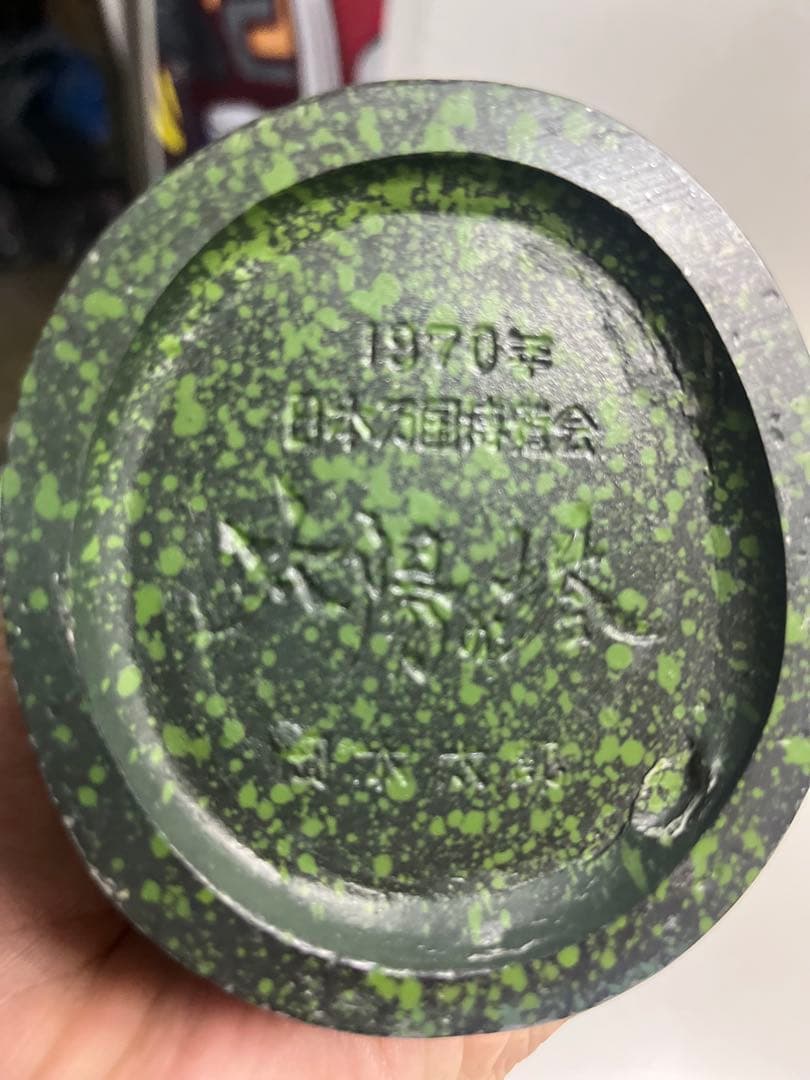 1970年
日本万国博覧会
太陽の塔
岡本太郎